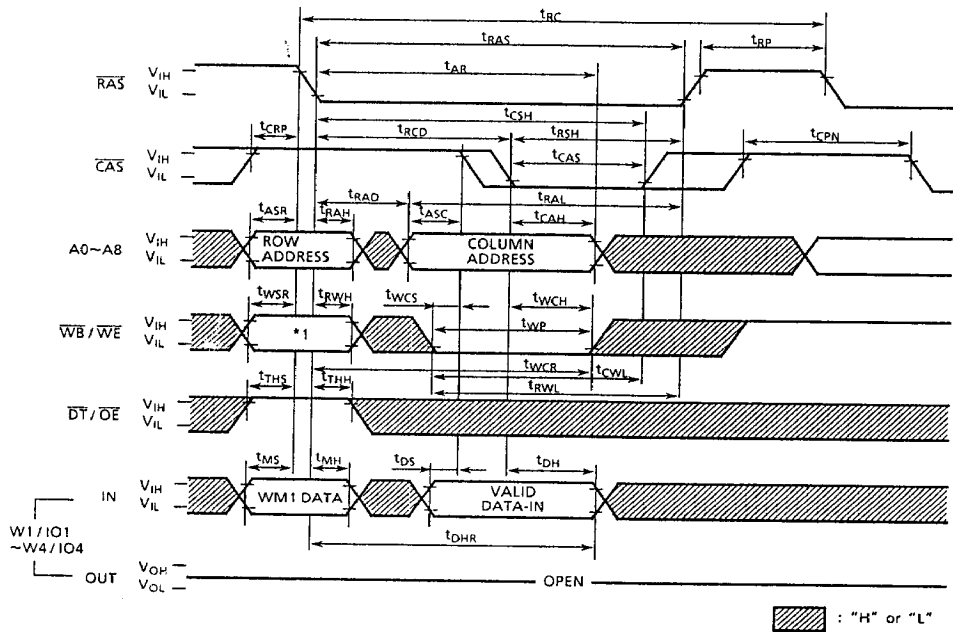 tRC
tRAS tRP
tAR
RAS VIH
VIL
tCSH
tCRP tRCD tRSH tCPN
tCAS
CAS VIH
VIL
tRAD tRAL
tASR tRAH tASC tCAH
A0~A8 VIH
VIL
ROW ADDRESS
COLUMN ADDRESS
tWSR tRWH tWCS tWCH
tWP
WB/WE VIH
VIL
*1
tWCR
tCWL
tRWL
tTHS tTHH
DT/OE VIH
VIL
tMS tMH tDS tDH
IN VIH
VIL
WM1 DATA
VALID DATA-IN
tDHR
W1/IO1
~W4/IO4
OUT VOH
VOL
OPEN
: "H" or "L"